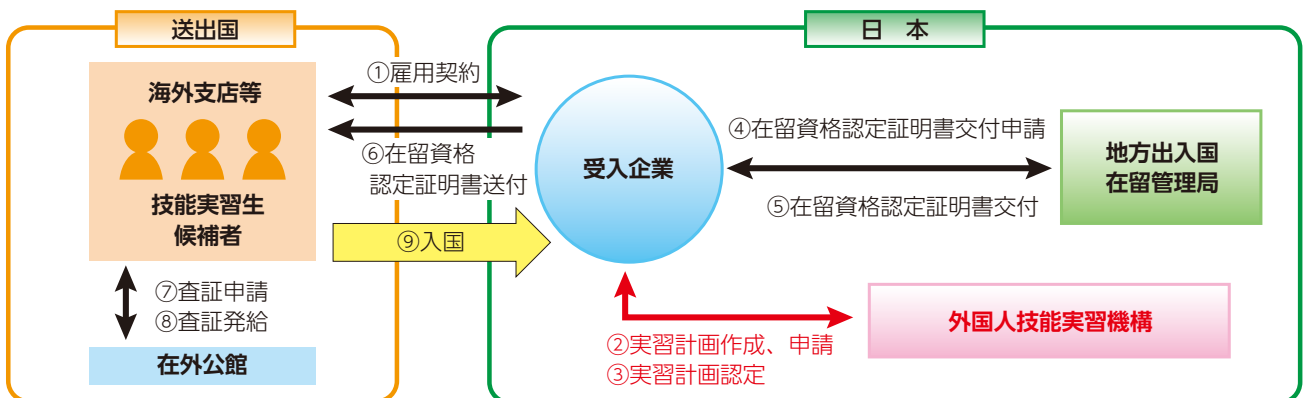 送出国
海外支店等
技能実習生
候補者
⑦査証申請
⑧査証発給
在外公館
①雇用契約
⑥在留資格
認定証明書送付
⑨入国
日 本
受入企業
④在留資格認定証明書交付申請
⑤在留資格認定証明書交付
地方出入国
在留管理局
外国人技能実習機構
②実習計画作成、申請
③実習計画認定